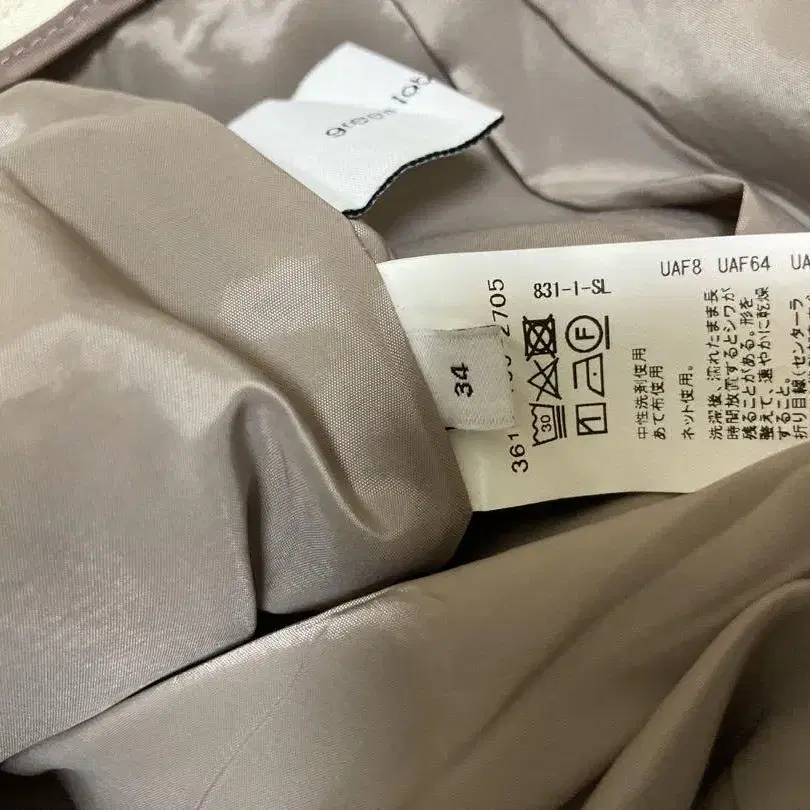 green lab
34
UAF8 UAF64 UA
831-1-SL
30
F
中性洗剤使用
あて布使用
ネット使用。
洗濯後、濡れたまま長
時間放置するとシワが
残ることがある。形を
整えて、速やかに乾燥
すること。
折り目線(センターラ